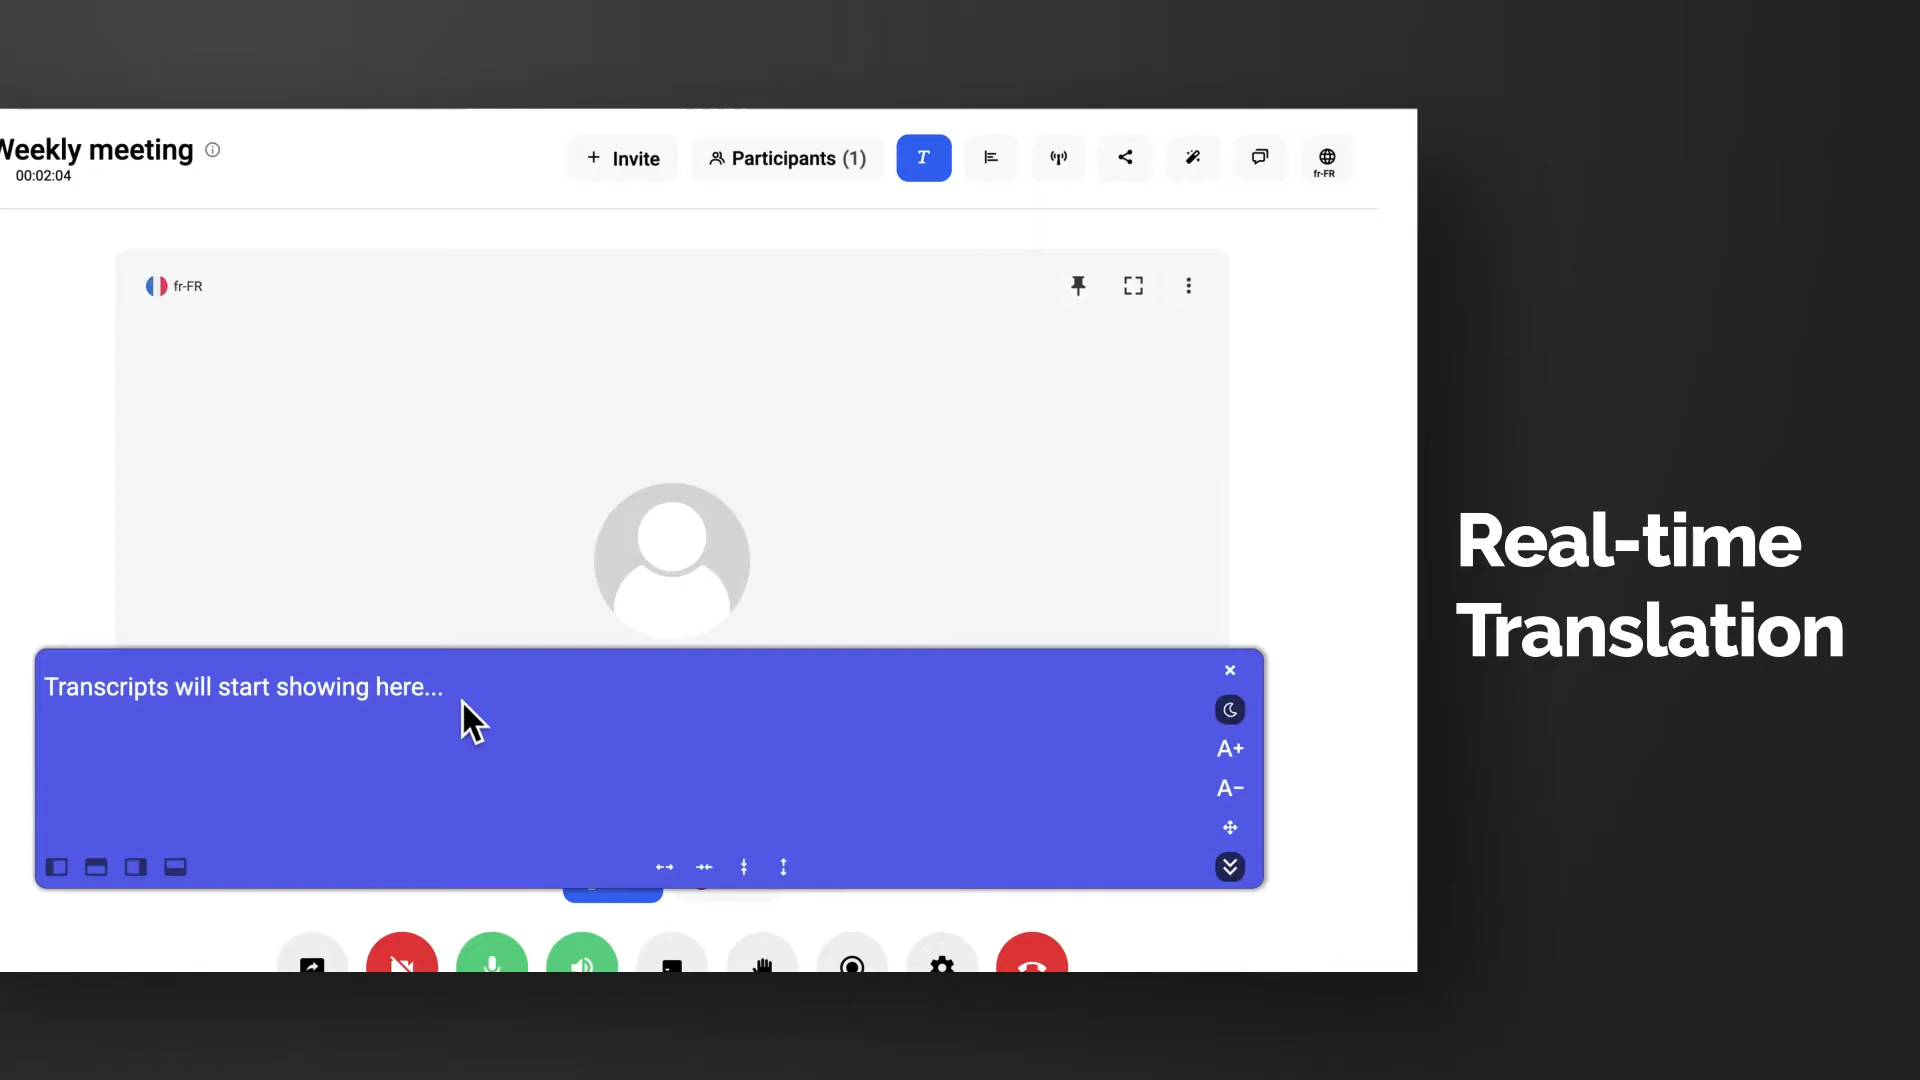 Weekly meeting
00:02:04
+ Invite
Participants (1)
T
fr-FR
fr-FR
Real-time
Translation
Transcripts will start showing here...
A+
A-